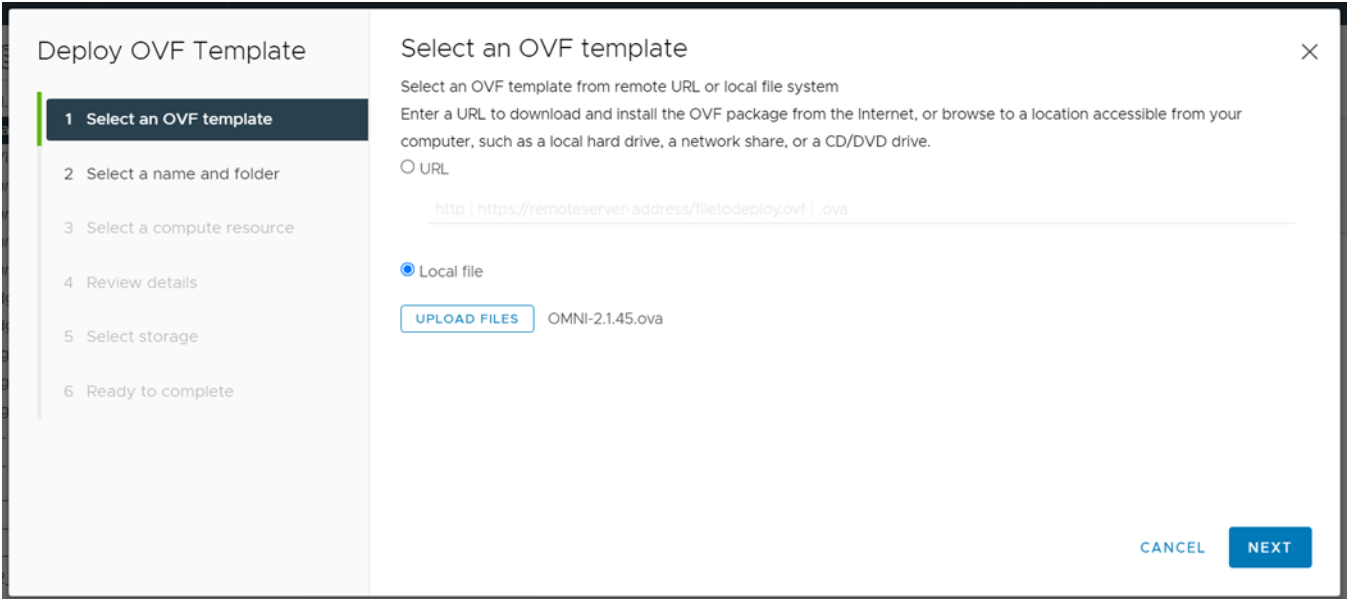 Deploy OVF Template
1 Select an OVF template
2 Select a name and folder
3 Select a compute resource
4 Review details
5 Select storage
6 Ready to complete
Select an OVF template
Select an OVF template from remote URL or local file system
Enter a URL to download and install the OVF package from the Internet, or browse to a location accessible from your
computer, such as a local hard drive, a network share, or a CD/DVD drive.
URL
http | https://remoteserver-address/filetodeploy.ovf | .ova
Local file
UPLOAD FILES OMNI-2.1.45.ova
CANCEL NEXT